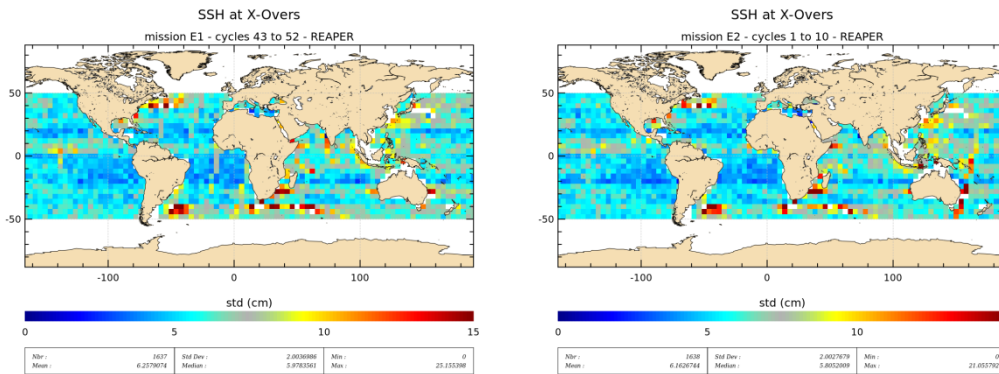 SSH at X-Overs
mission E1 - cycles 43 to 52 - REAPER
50
0
-50
-100
0
100
std (cm)
0
5
10
15
Nbr : 1637
Mean : 6.2579074
Std Dev : 2.0036986
Median : 5.9783561
Min : 0
Max : 25.155398
SSH at X-Overs
mission E2 - cycles 1 to 10 - REAPER
50
0
-50
-100
0
100
std (cm)
0
5
10
Nbr : 1638
Mean : 6.1626744
Std Dev : 2.0027679
Median : 5.8052009
Min : 0
Max : 21.055792